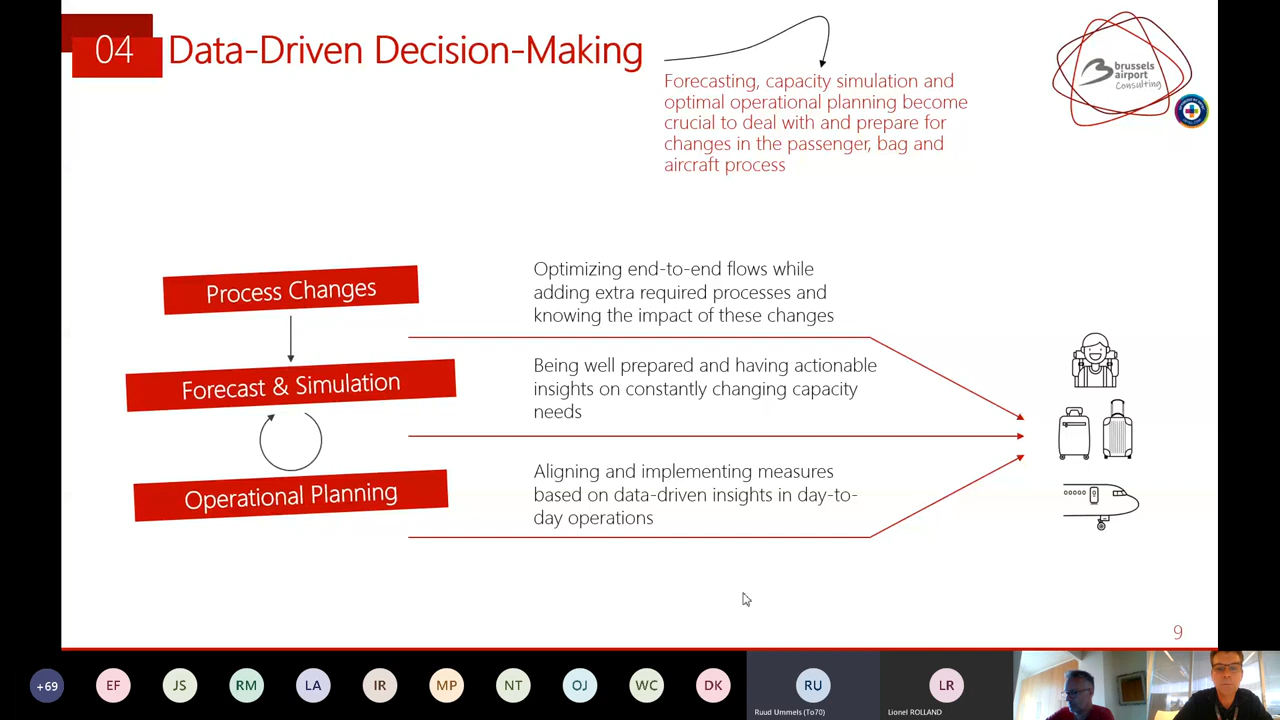 04
Data-Driven Decision-Making
Forecasting, capacity simulation and
optimal operational planning become
crucial to deal with and prepare for
changes in the passenger, bag and
aircraft process
brussels
airport
Consulting
Process Changes
Optimizing end-to-end flows while
adding extra required processes and
knowing the impact of these changes
Forecast & Simulation
Being well prepared and having actionable
insights on constantly changing capacity
needs
Operational Planning
Aligning and implementing measures
based on data-driven insights in day-to-
day operations
9
+69
EF
JS
RM
LA
IR
MP
NT
OJ
WC
DK
RU
Ruud Ummels (To70)
LR
Lionel ROLLAND